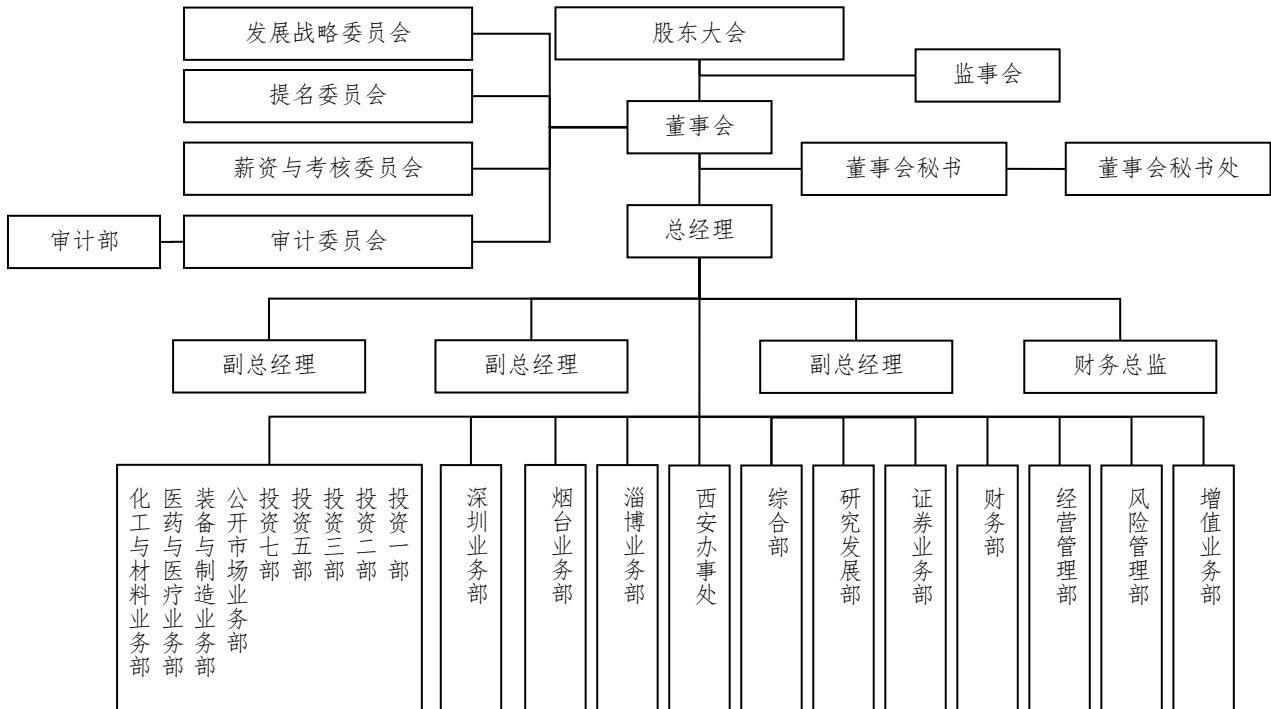 发展战略委员会
股东大会
监事会
提名委员会
董事会
薪资与考核委员会
董事会秘书
董事会秘书处
审计部
审计委员会
总经理
副总经理
副总经理
副总经理
财务总监
化工与材料业务部
医药与医疗业务部
装备与制造业务部
公开市场业务部
投资七部
投资五部
投资三部
投资二部
投资一部
深圳业务部
烟台业务部
淄博业务部
西安办事处
综合部
研究发展部
证券业务部
财务部
经营管理部
风险管理部
增值业务部